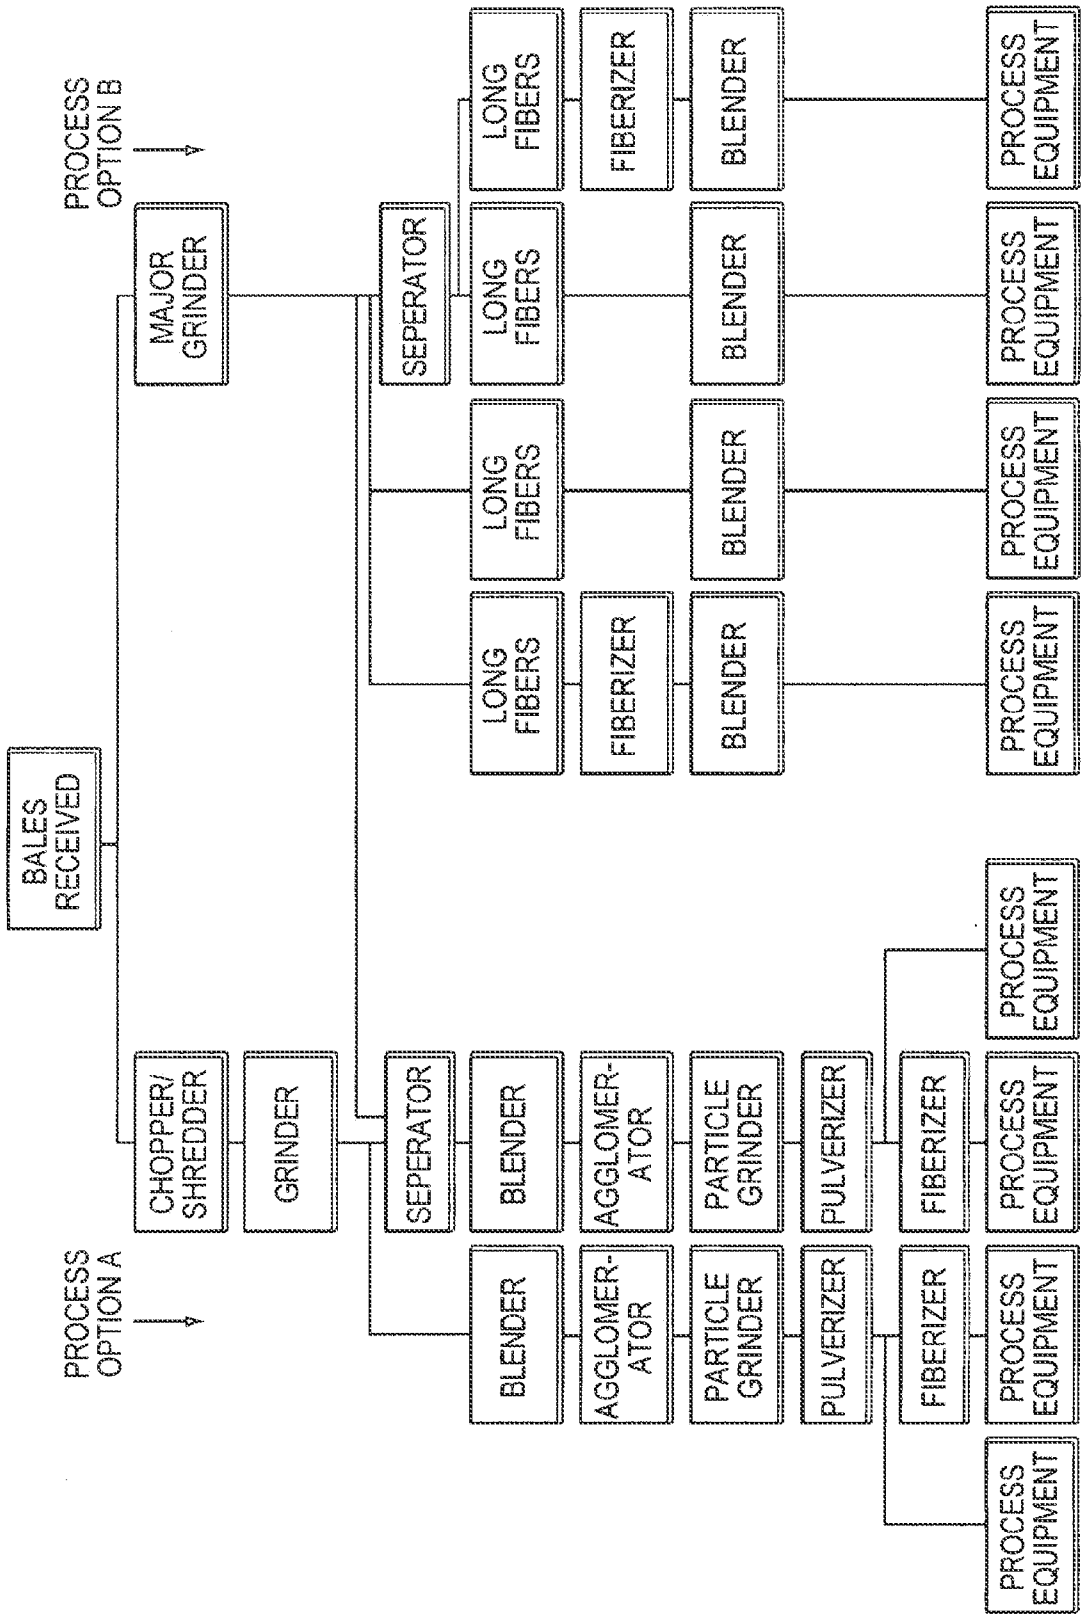 BALES
RECEIVED
PROCESS
OPTION A
PROCESS
OPTION B
CHOPPER/
SHREDDER
MAJOR
GRINDER
GRINDER
SEPERATOR
SEPERATOR
BLENDER
BLENDER
LONG
FIBERS
LONG
FIBERS
LONG
FIBERS
LONG
FIBERS
AGGLOMER-
ATOR
AGGLOMER-
ATOR
FIBERIZER
FIBERIZER
PARTICLE
GRINDER
PARTICLE
GRINDER
BLENDER
BLENDER
BLENDER
BLENDER
PULVERIZER
PULVERIZER
FIBERIZER
FIBERIZER
PROCESS
EQUIPMENT
PROCESS
EQUIPMENT
PROCESS
EQUIPMENT
PROCESS
EQUIPMENT
PROCESS
EQUIPMENT
PROCESS
EQUIPMENT
PROCESS
EQUIPMENT
PROCESS
EQUIPMENT